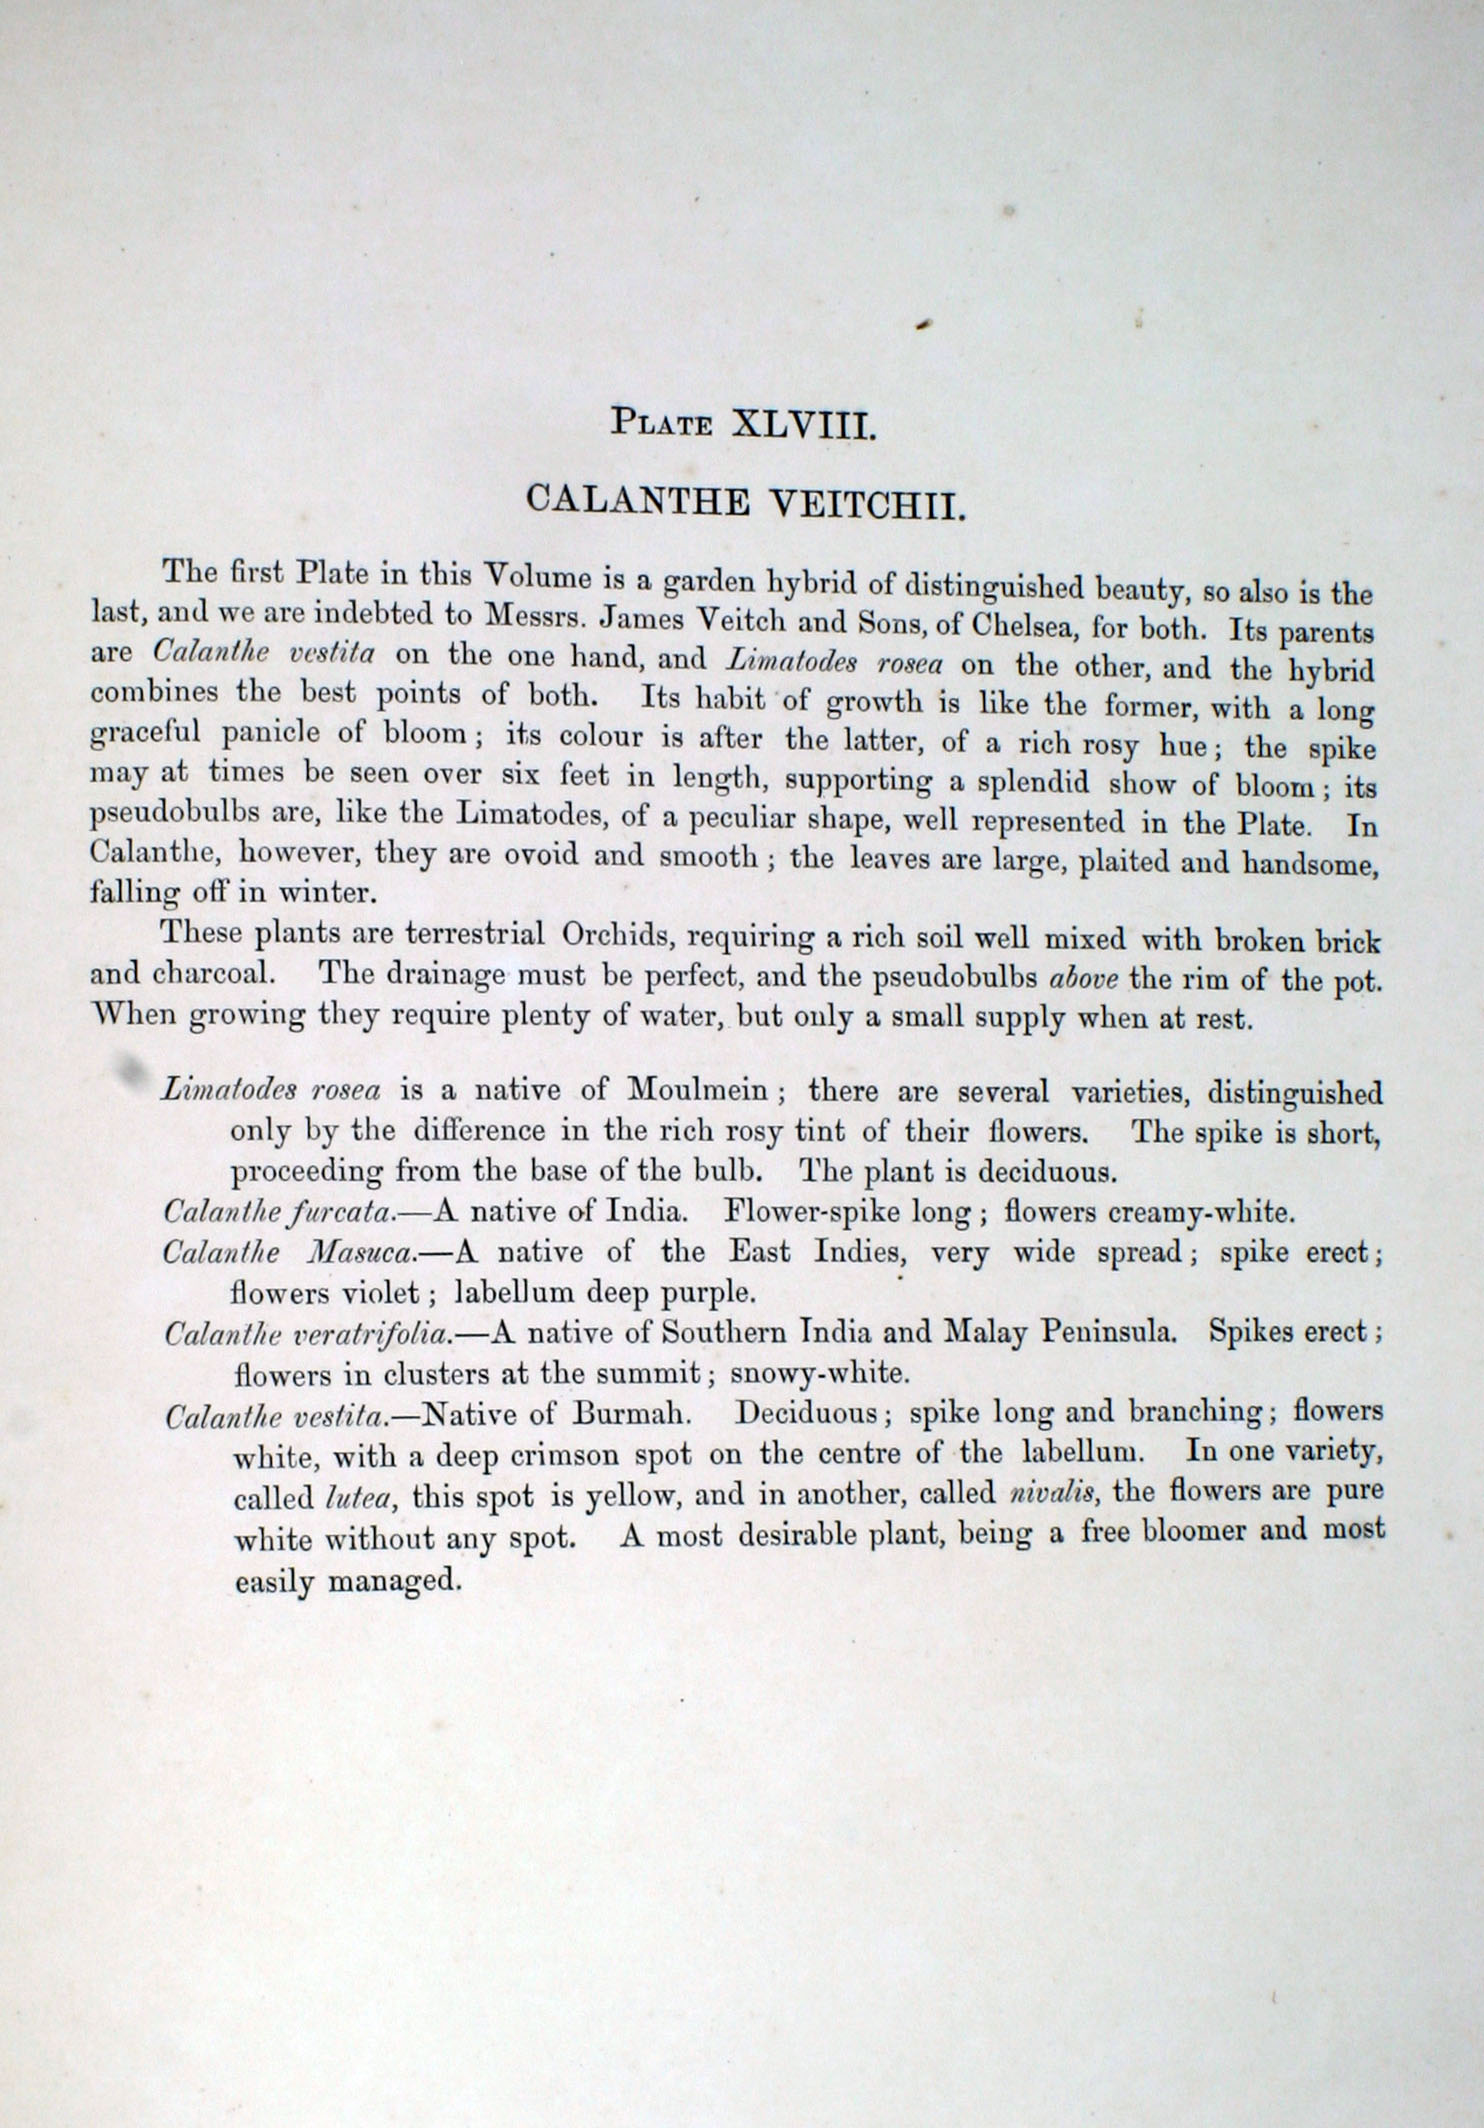 PLATE XLVIII.
CALANTHE VEITCHII.
The first Plate in this Volume is a garden hybrid of distinguished beauty, so also is the
last, and we are indebted to Messrs. James Veitch and Sons, of Chelsea, for both. Its parents
are Calanthe vestita on the one hand, and Limatodes rosea on the other, and the hybrid
combines the best points of both. Its habit of growth is like the former, with a long
graceful panicle of bloom; its colour is after the latter, of a rich rosy hue; the spike
may at times be seen over six feet in length, supporting a splendid show of bloom; its
pseudobulbs are, like the Limatodes, of a peculiar shape, well represented in the Plate. In
Calanthe, however, they are ovoid and smooth; the leaves are large, plaited and handsome,
falling off in winter.
These plants are terrestrial Orchids, requiring a rich soil well mixed with broken brick
and charcoal. The drainage must be perfect, and the pseudobulbs above the rim of the pot.
When growing they require plenty of water, but only a small supply when at rest.
Limatodes rosea is a native of Moulmein; there are several varieties, distinguished
only by the difference in the rich rosy tint of their flowers. The spike is short,
proceeding from the base of the bulb. The plant is deciduous.
Calanthe furcata.—A native of India. Flower-spike long; flowers creamy-white.
Calanthe Masuca.—A native of the East Indies, very wide spread; spike erect;
flowers violet; labellum deep purple.
Calanthe veratrifolia.—A native of Southern India and Malay Peninsula. Spikes erect;
flowers in clusters at the summit; snowy-white.
Calanthe vestita.—Native of Burmah. Deciduous; spike long and branching; flowers
white, with a deep crimson spot on the centre of the labellum. In one variety,
called lutea, this spot is yellow, and in another, called nivalis, the flowers are pure
white without any spot. A most desirable plant, being a free bloomer and most
easily managed.